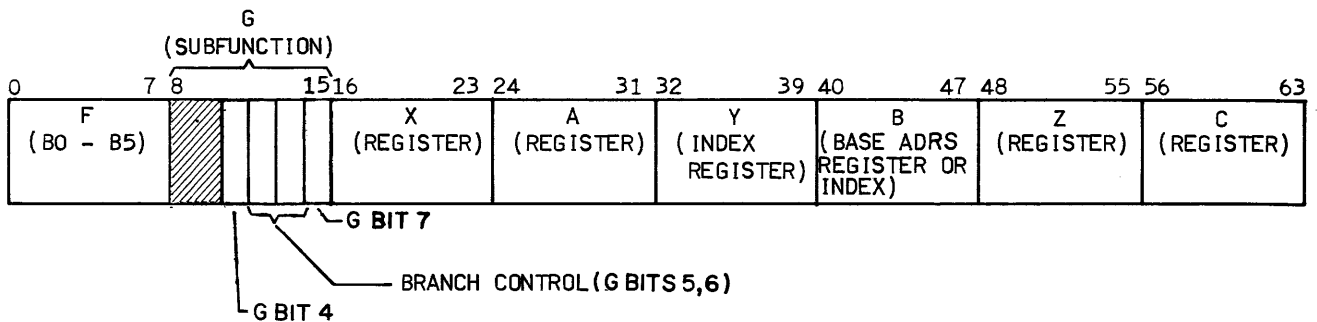 G
(SUBFUNCTION)
0 7 8 15 16 23 24 31 32 39 40 47 48 55 56 63
F
(B0 - B5)
X
(REGISTER)
A
(REGISTER)
Y
(INDEX
REGISTER)
B
(BASE ADRS
REGISTER OR
INDEX)
Z
(REGISTER)
C
(REGISTER)
G BIT 7
BRANCH CONTROL (G BITS 5,6)
G BIT 4